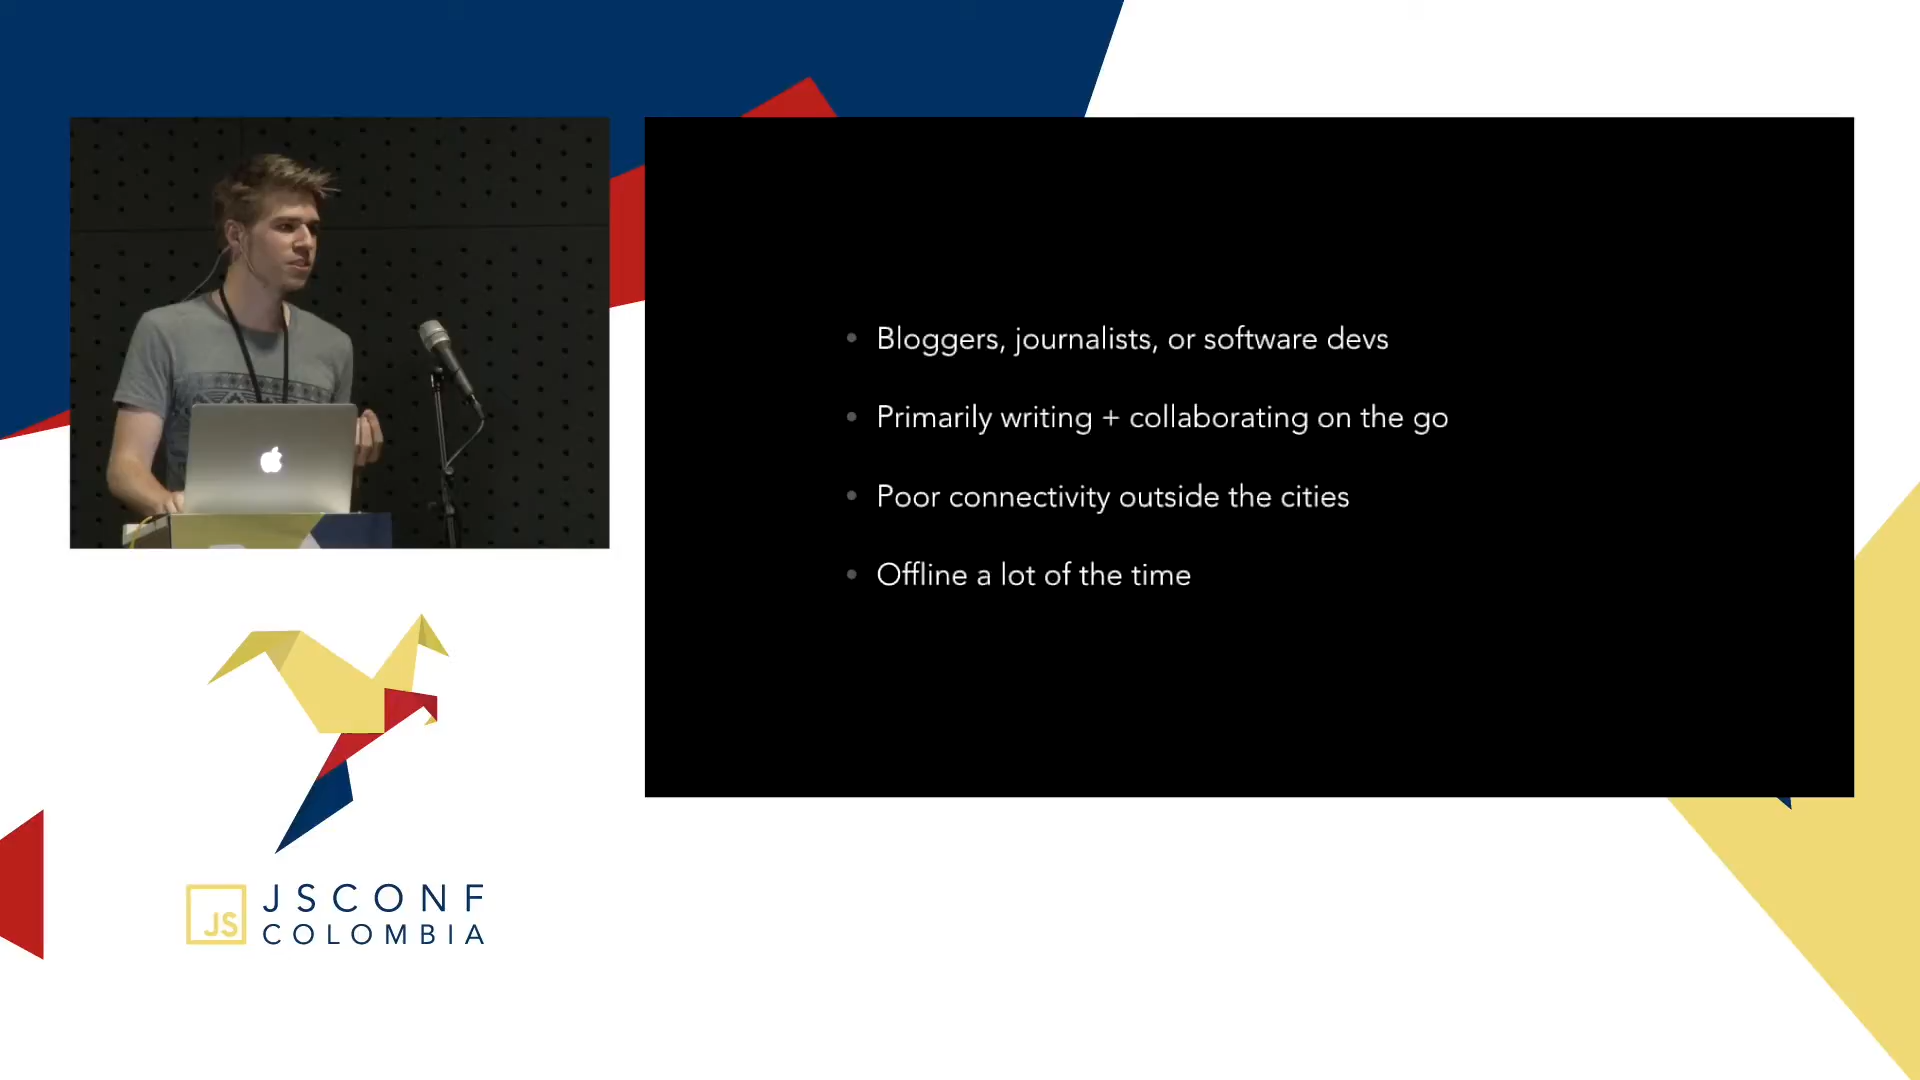 Bloggers, journalists, or software devs
Primarily writing + collaborating on the go
Poor connectivity outside the cities
Offline a lot of the time
JS
JSCONF
COLOMBIA